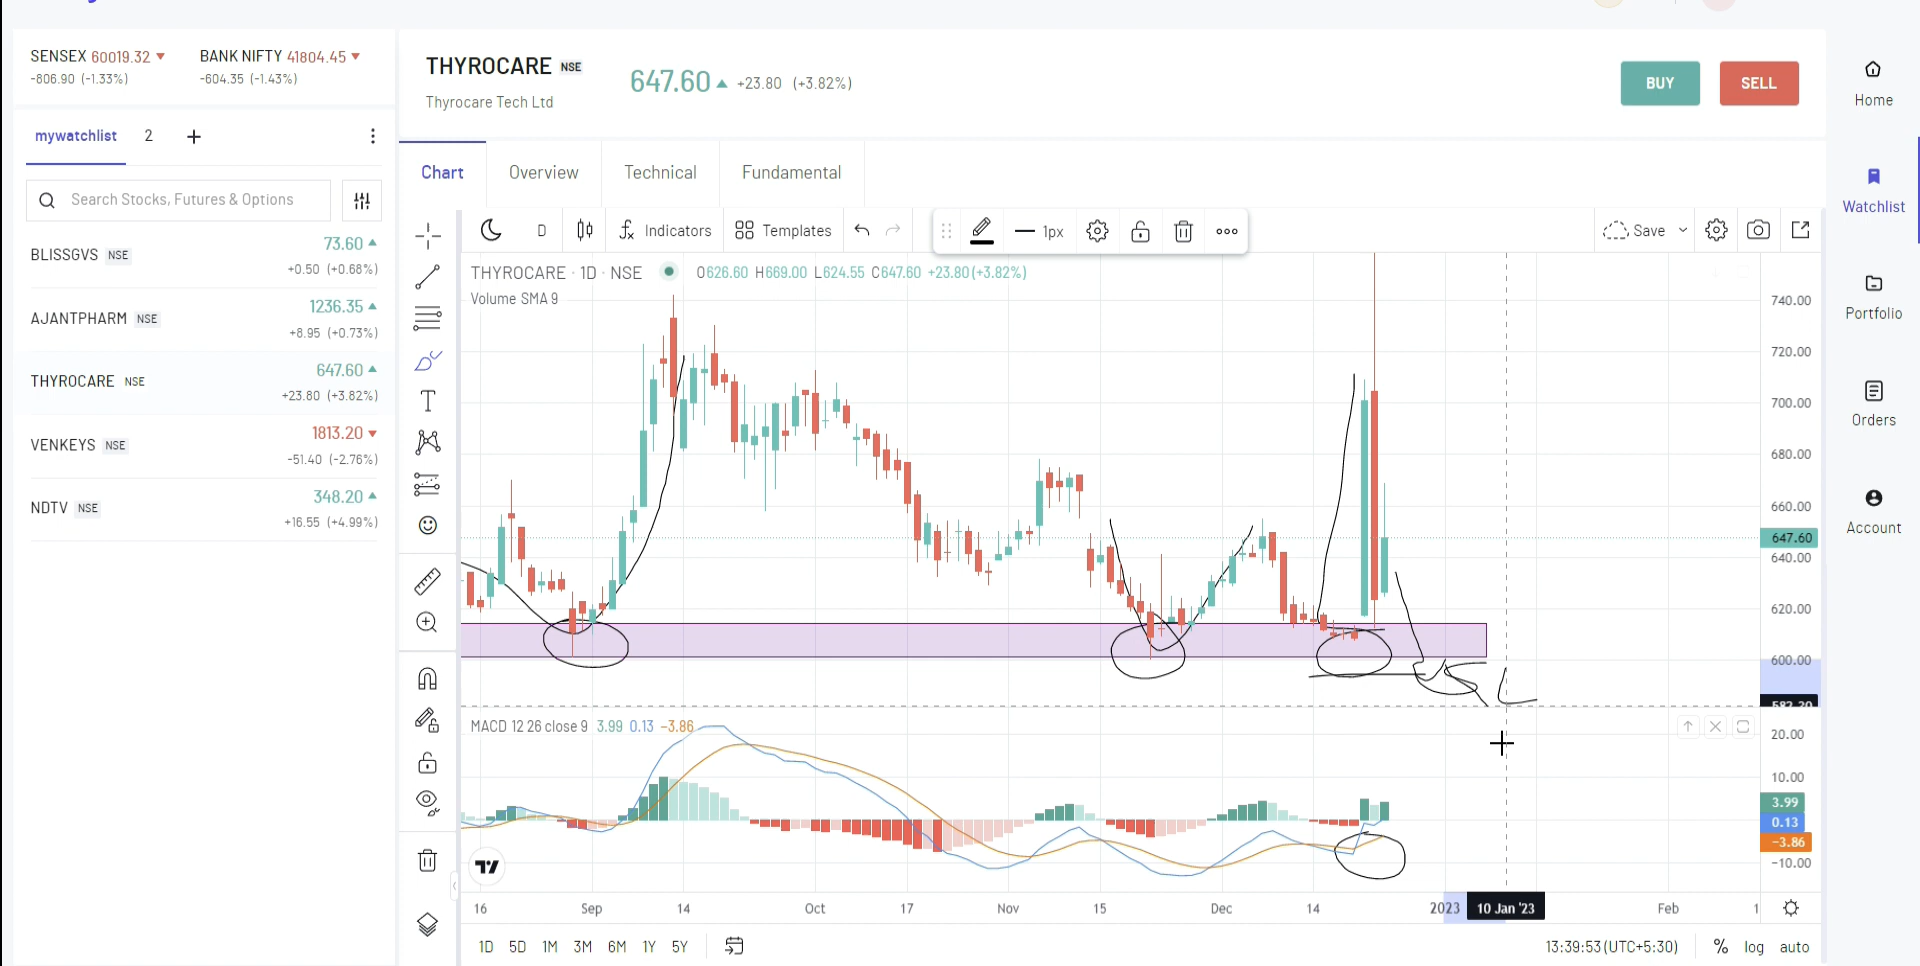 SENSEX 60019.32 BANK NIFTY 41804.45
-806.90 (-1.33%) -604.35 (-1.43%)
mywatchlist 2 +
Search Stocks, Futures & Options
BLISSGVS NSE 73.60
+0.50 (+0.68%)
AJANTPHARM NSE 1236.35
+8.95 (+0.73%)
THYROCARE NSE 647.60
+23.80 (+3.82%)
VENKEYS NSE 1813.20
-51.40 (-2.76%)
NDTV NSE 348.20
+16.55 (+4.99%)
THYROCARE NSE 647.60 +23.80 (+3.82%)
Thyrocare Tech Ltd
BUY SELL
Chart Overview Technical Fundamental
D Indicators Templates 1px Save
THYROCARE · 1D · NSE O626.60 H669.00 L624.55 C647.60 +23.80 (+3.82%)
Volume SMA 9
740.00
720.00
700.00
680.00
660.00
647.60
640.00
620.00
600.00
582.20
SL
MACD 12 26 close 9 3.99 0.13 −3.86
20.00
10.00
3.99
0.13
−3.86
−10.00
16 Sep 14 Oct 17 Nov 15 Dec 14 2023 10 Jan '23 Feb 1
1D 5D 1M 3M 6M 1Y 5Y 13:39:53 (UTC+5:30) % log auto
Home
Watchlist
Portfolio
Orders
Account